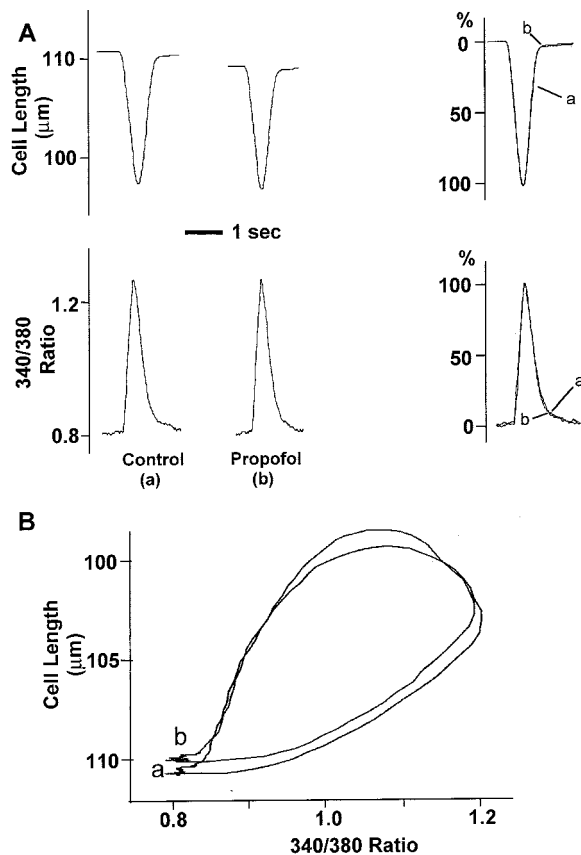 A
Cell Length
(µm)
110
100
%
0
50
100
b
a
1 sec
340/380
Ratio
1.2
0.8
Control
(a)
Propofol
(b)
%
100
50
0
a
b
B
Cell Length
(µm)
100
105
110
b
a
0.8
1.0
1.2
340/380 Ratio